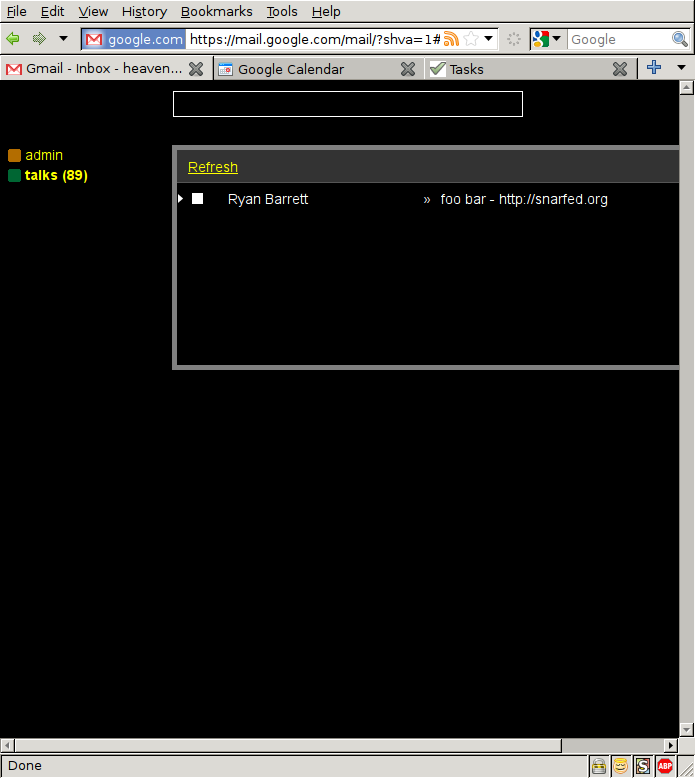 File Edit View History Bookmarks Tools Help
google.com https://mail.google.com/mail/?shva=1# Google
Gmail - Inbox - heaven... Google Calendar Tasks
admin
talks (89)
Refresh
Ryan Barrett » foo bar - http://snarfed.org
Done
ABP